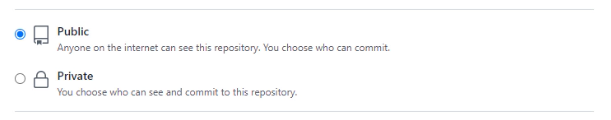 Public
Anyone on the internet can see this repository. You choose who can commit.
Private
You choose who can see and commit to this repository.